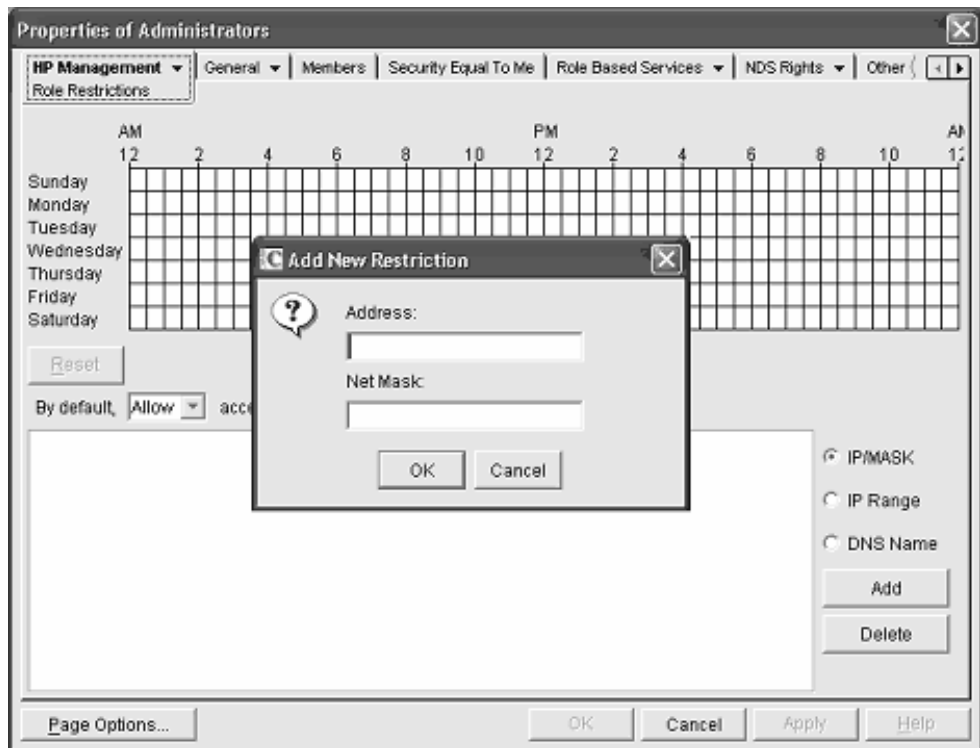 Properties of Administrators
HP Management General Members Security Equal To Me Role Based Services NDS Rights Other
Role Restrictions
AM PM AM
12 2 4 6 8 10 12 2 4 6 8 10 12
Sunday
Monday
Tuesday
Wednesday
Thursday
Friday
Saturday
Add New Restriction
Address:
Net Mask:
OK Cancel
Reset
By default, Allow
IP/MASK
IP Range
DNS Name
Add
Delete
Page Options... OK Cancel Apply Help